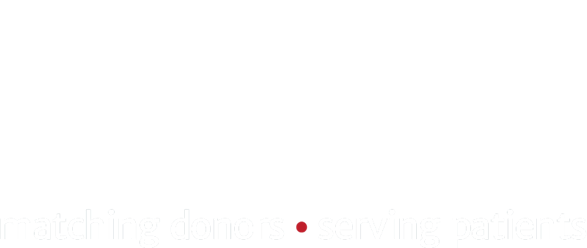 matching donors • serving patients